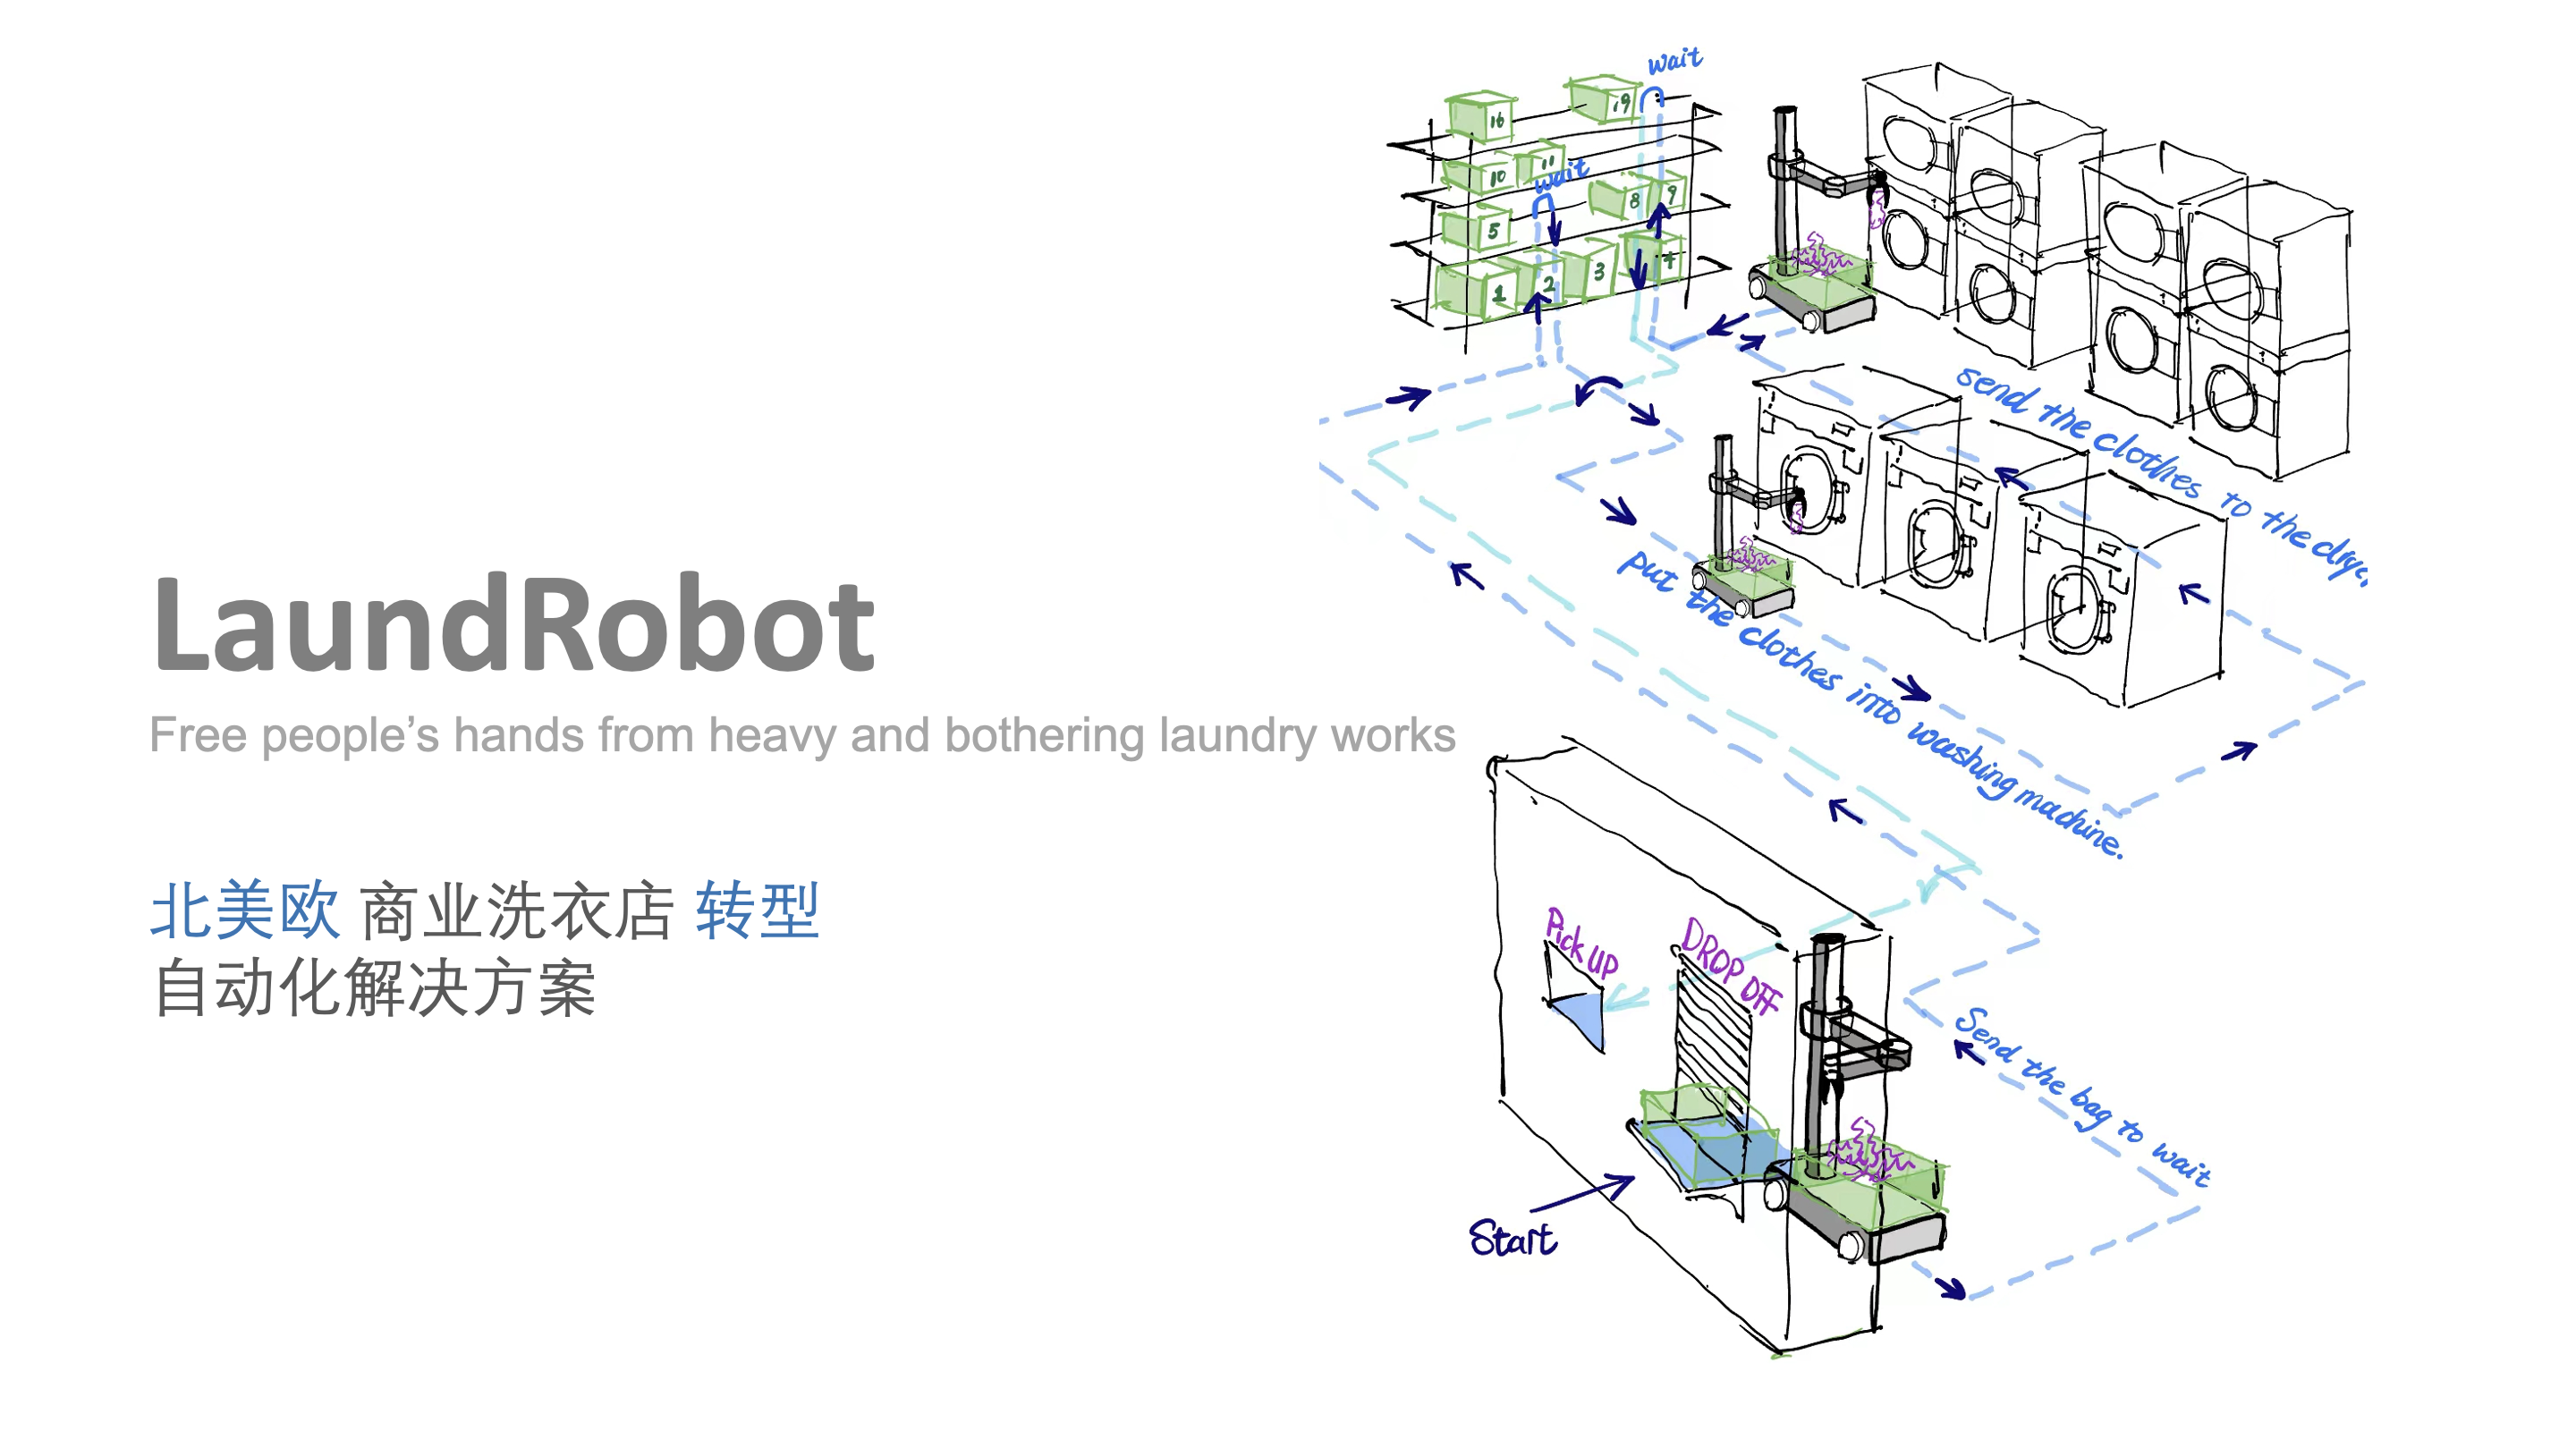 LaundRobot
Free people’s hands from heavy and bothering laundry works
北美欧 商业洗衣店 转型
自动化解决方案
wait
16
19
10
11
wait
8
9
5
1
2
3
4
send the clothes to the dryer
put the clothes into washing machine.
Pick UP
DROP OFF
Send the bag to wait
Start